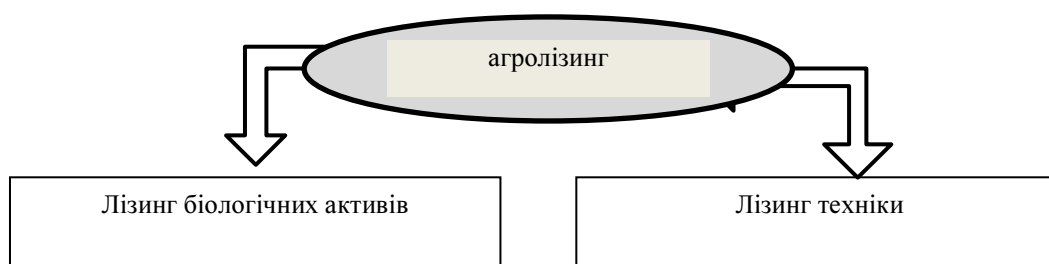 агролізинг
Лізинг біологічних активів
Лізинг техніки